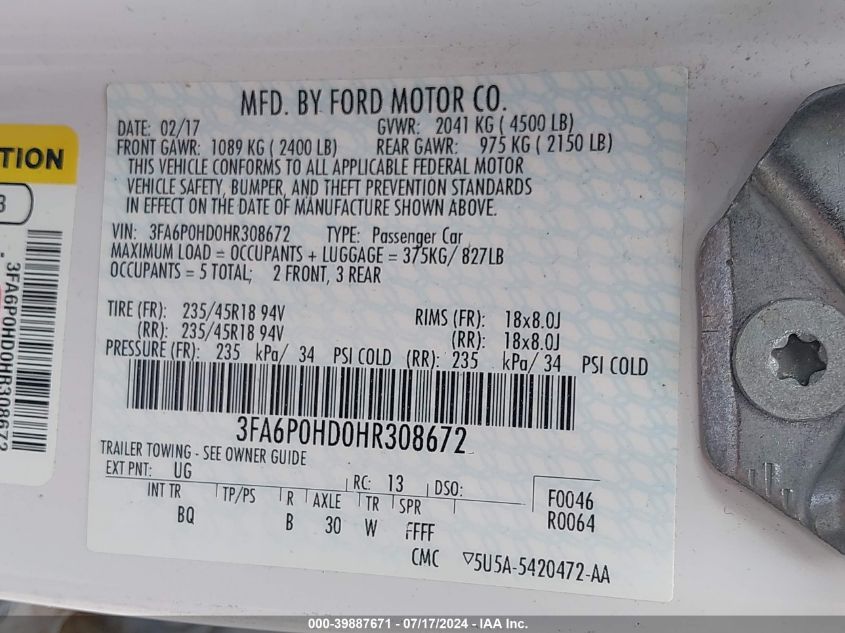 MFD. BY FORD MOTOR CO.
DATE: 02/17 GVWR: 2041 KG ( 4500 LB)
FRONT GAWR: 1089 KG ( 2400 LB) REAR GAWR: 975 KG ( 2150 LB)
THIS VEHICLE CONFORMS TO ALL APPLICABLE FEDERAL MOTOR
VEHICLE SAFETY, BUMPER, AND THEFT PREVENTION STANDARDS
IN EFFECT ON THE DATE OF MANUFACTURE SHOWN ABOVE.
VIN: 3FA6P0HD0HR308672 TYPE: Passenger Car
MAXIMUM LOAD = OCCUPANTS + LUGGAGE = 375KG/ 827LB
OCCUPANTS = 5 TOTAL; 2 FRONT, 3 REAR
TIRE (FR): 235/45R18 94V RIMS (FR): 18x8.0J
(RR): 235/45R18 94V (RR): 18x8.0J
PRESSURE (FR): 235 kPa/ 34 PSI COLD (RR): 235 kPa/ 34 PSI COLD
3FA6P0HD0HR308672
TRAILER TOWING - SEE OWNER GUIDE
EXT PNT: UG RC: 13 DSO:
INT TR TP/PS R AXLE TR SPR F0046
BQ B 30 W FFFF R0064
CMC ▽5U5A-5420472-AA
TION
3
3FA6P0HD0HR308672
000-39887671 - 07/17/2024 - IAA Inc.